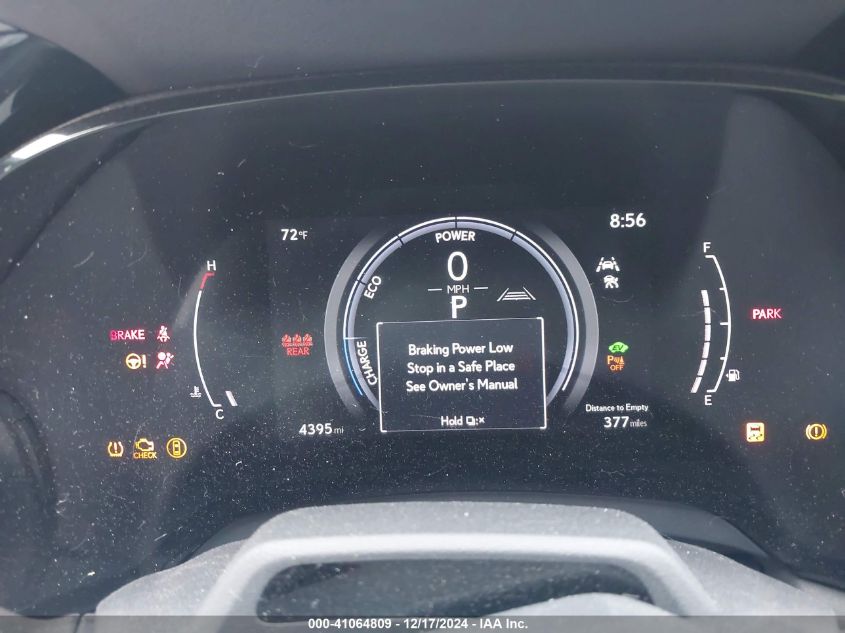 8:56
72°F
POWER
F
H
0
ECO
MPH
P
PARK
BRAKE
REAR
CHARGE
Braking Power Low
Stop in a Safe Place
See Owner's Manual
EV
P
OFF
Hold :×
C
E
Distance to Empty
4395 mi
377 miles
CHECK
000-41064809 - 12/17/2024 - IAA Inc.